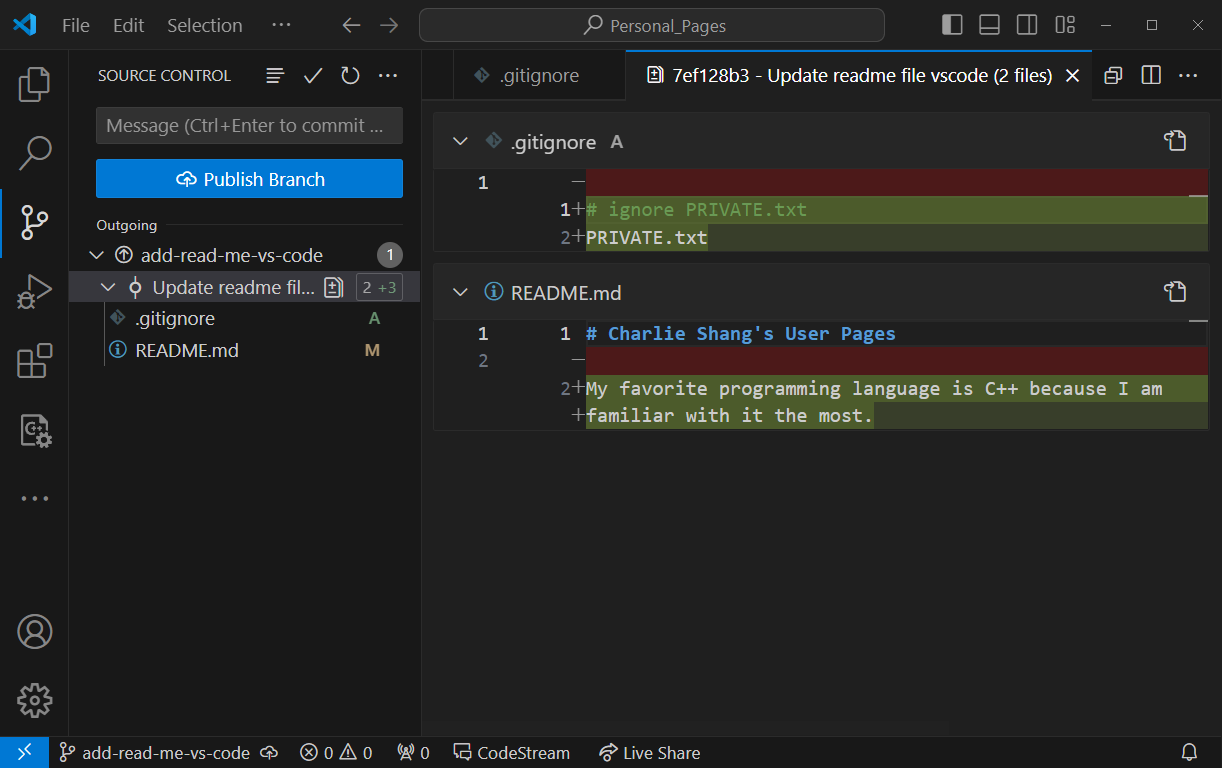 File Edit Selection ··· Personal_Pages
SOURCE CONTROL
Message (Ctrl+Enter to commit ...
Publish Branch
Outgoing
add-read-me-vs-code 1
Update readme fil... 2 +3
.gitignore A
README.md M
.gitignore
7ef128b3 - Update readme file vscode (2 files)
.gitignore A
1 —
1+# ignore PRIVATE.txt
2+PRIVATE.txt
README.md
1 1 # Charlie Shang's User Pages
2 —
2+My favorite programming language is C++ because I am
+familiar with it the most.
add-read-me-vs-code 0 0 0 CodeStream Live Share